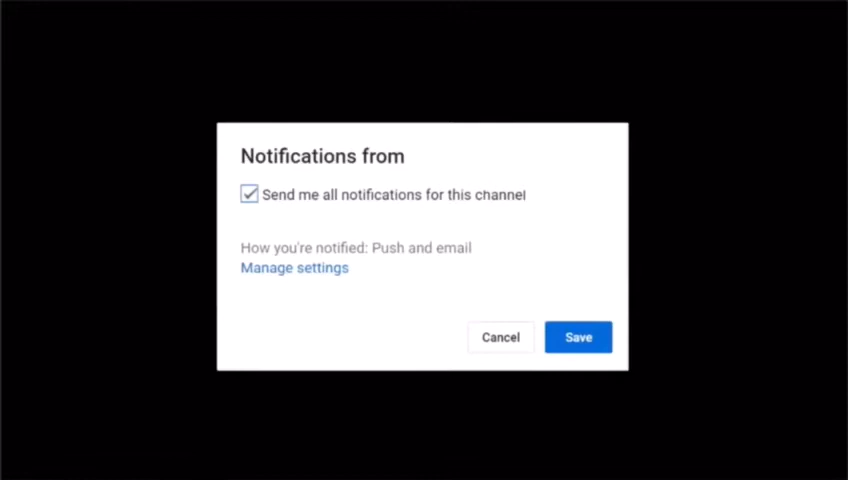 Notifications from
Send me all notifications for this channel
How you're notified: Push and email
Manage settings
Cancel Save